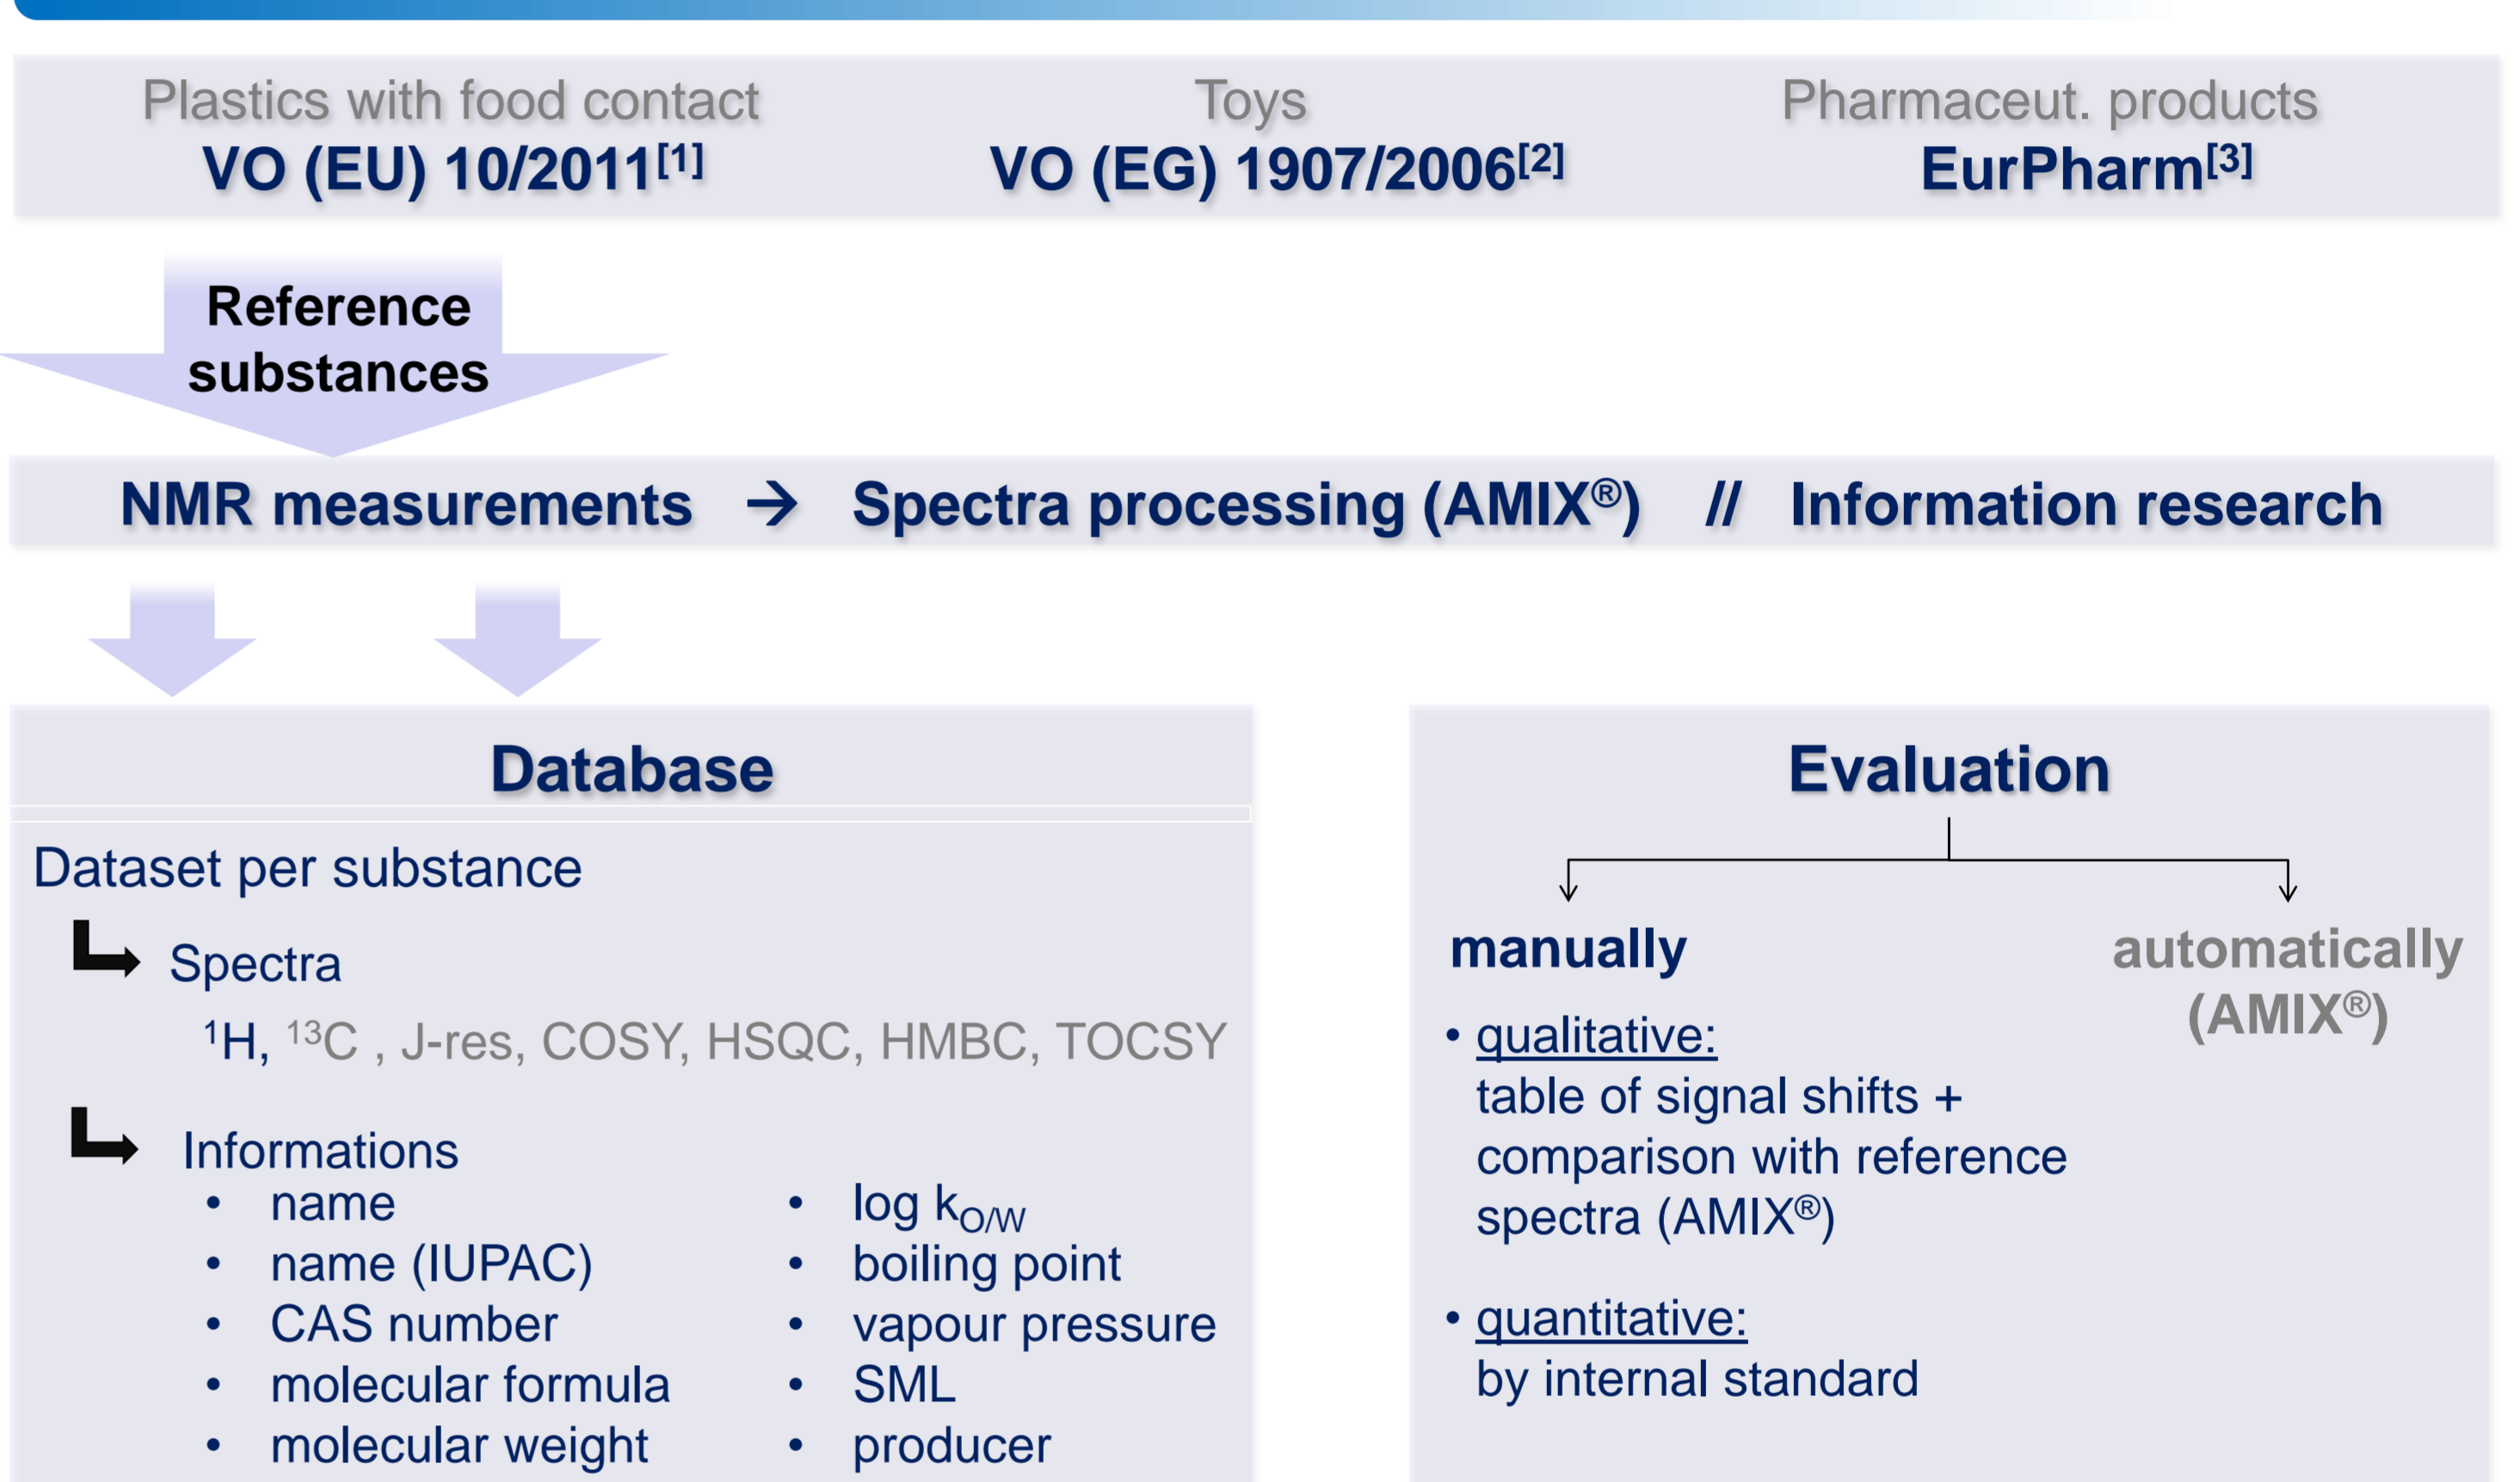 Plastics with food contact
VO (EU) 10/2011[1]
Toys
VO (EG) 1907/2006[2]
Pharmaceut. products
EurPharm[3]
Reference
substances
NMR measurements → Spectra processing (AMIX®) // Information research
Database
Dataset per substance
Spectra
¹H, ¹³C , J-res, COSY, HSQC, HMBC, TOCSY
Informations
• name
• name (IUPAC)
• CAS number
• molecular formula
• molecular weight
• log kO/W
• boiling point
• vapour pressure
• SML
• producer
Evaluation
manually
• qualitative:
table of signal shifts +
comparison with reference
spectra (AMIX®)
• quantitative:
by internal standard
automatically
(AMIX®)